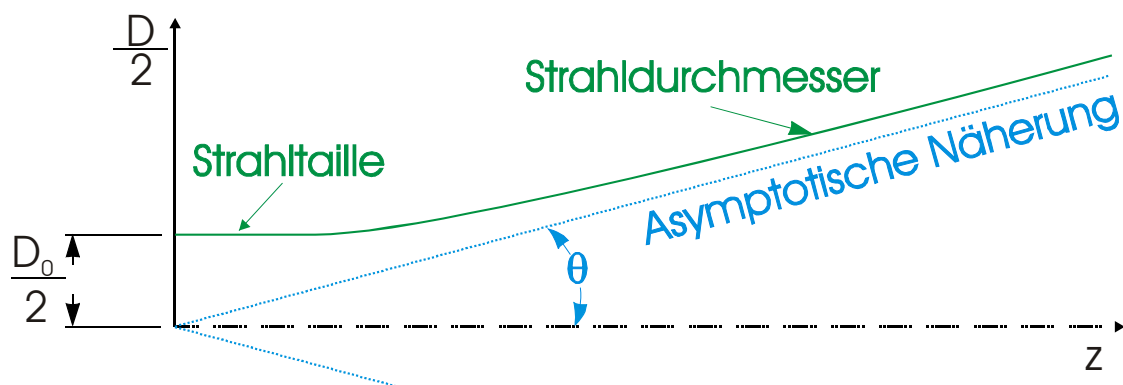 D
2
Strahldurchmesser
Strahltaille
Asymptotische Näherung
D₀
2
θ
z